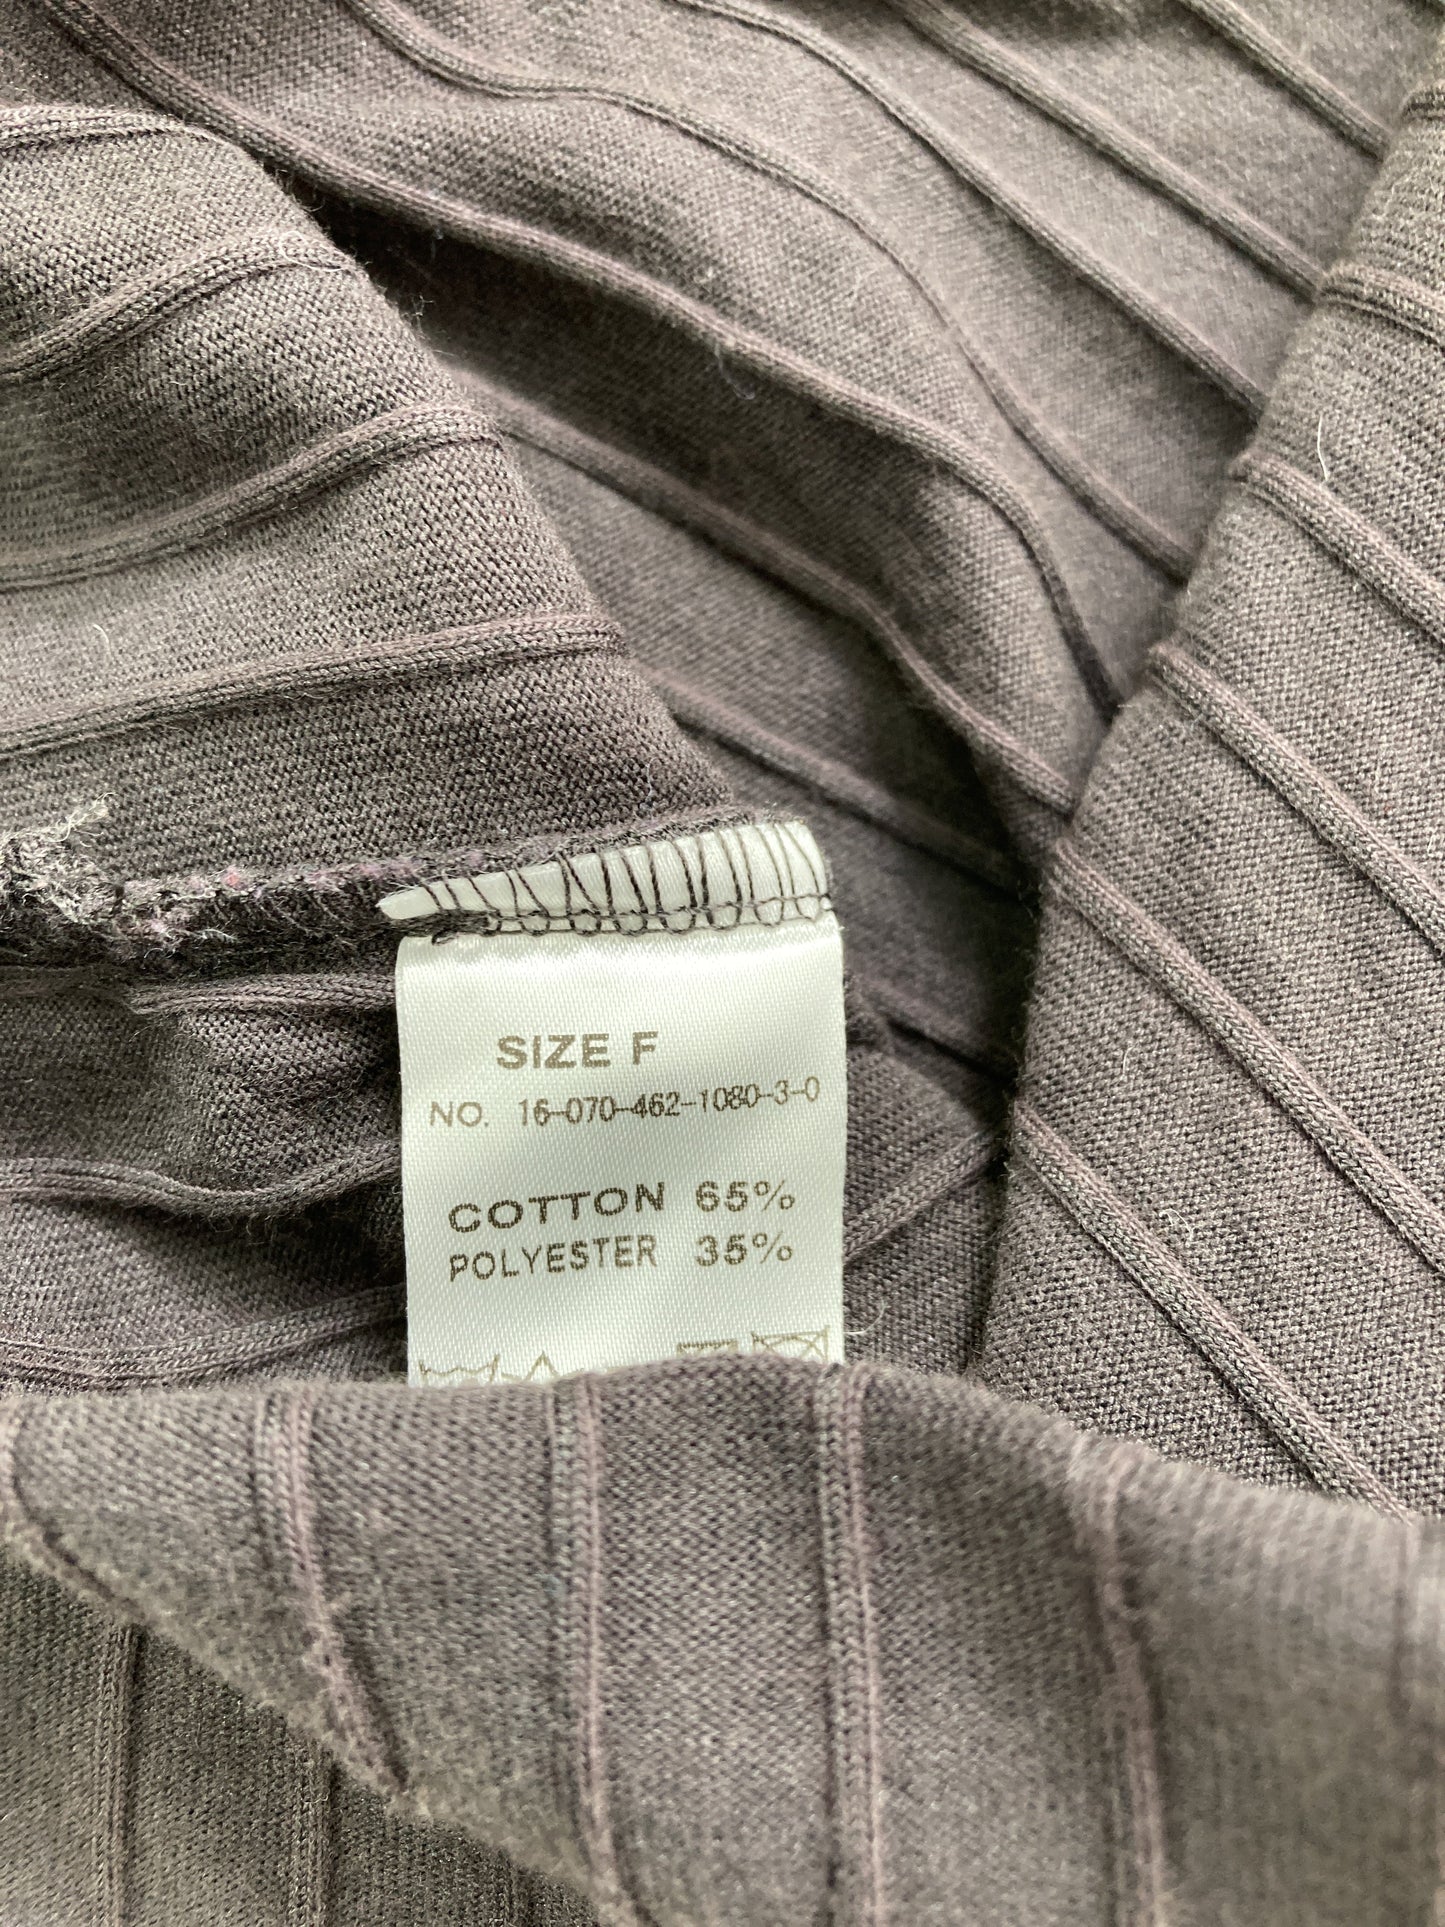 SIZE F
NO. 16-070-462-1080-3-0
COTTON 65%
POLYESTER 35%